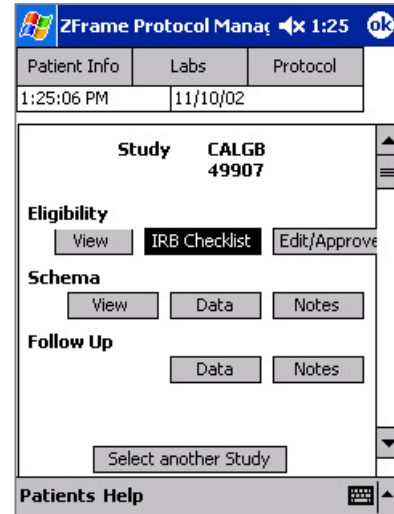 ZFrame Protocol Manag 1:25 ok
Patient Info Labs Protocol
1:25:06 PM 11/10/02
Study CALGB
49907
Eligibility
View IRB Checklist Edit/Approve
Schema
View Data Notes
Follow Up
Data Notes
Select another Study
Patients Help